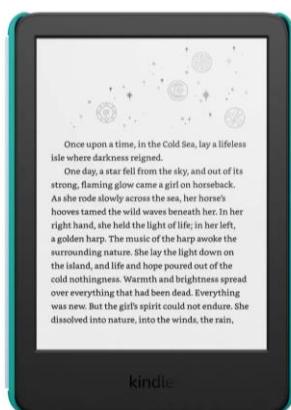 Once upon a time, in the Cold Sea, lay a lifeless
isle where darkness reigned.
One day, a star fell from the sky, and out of its
strong, flaming glow came a girl on horseback.
As she rode slowly across the sea, her horse's
hooves tamed the wild waves beneath her. In her
right hand, she held the light of life; in her left,
a golden harp. The music of the harp awoke the
surrounding nature. She lay the light down on
the island, and life and hope poured out of the
cold nothingness. Warmth and brightness spread
over everything that had been dead. Everything
was new. But the girl's spirit could not endure. She
dissolved into nature, into the winds, the rain,
kindle